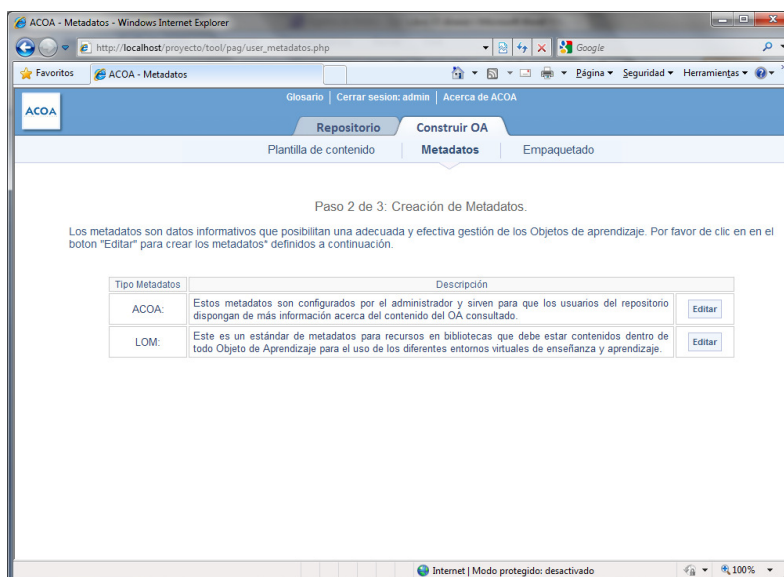 ACOA - Metadatos - Windows Internet Explorer
http://localhost/proyecto/tool/pag/user_metadatos.php
Google
Favoritos
ACOA - Metadatos
Página
Seguridad
Herramientas
ACOA
Glosario | Cerrar sesion: admin | Acerca de ACOA
Repositorio
Construir OA
Plantilla de contenido
Metadatos
Empaquetado
Paso 2 de 3: Creación de Metadatos.
Los metadatos son datos informativos que posibilitan una adecuada y efectiva gestión de los Objetos de aprendizaje. Por favor de clic en en el
boton "Editar" para crear los metadatos* definidos a continuación.
Tipo Metadatos
Descripción
ACOA:
Estos metadatos son configurados por el administrador y sirven para que los usuarios del repositorio
dispongan de más información acerca del contenido del OA consultado.
Editar
LOM:
Este es un estándar de metadatos para recursos en bibliotecas que debe estar contenidos dentro de
todo Objeto de Aprendizaje para el uso de los diferentes entornos virtuales de enseñanza y aprendizaje.
Editar
Internet | Modo protegido: desactivado
100%